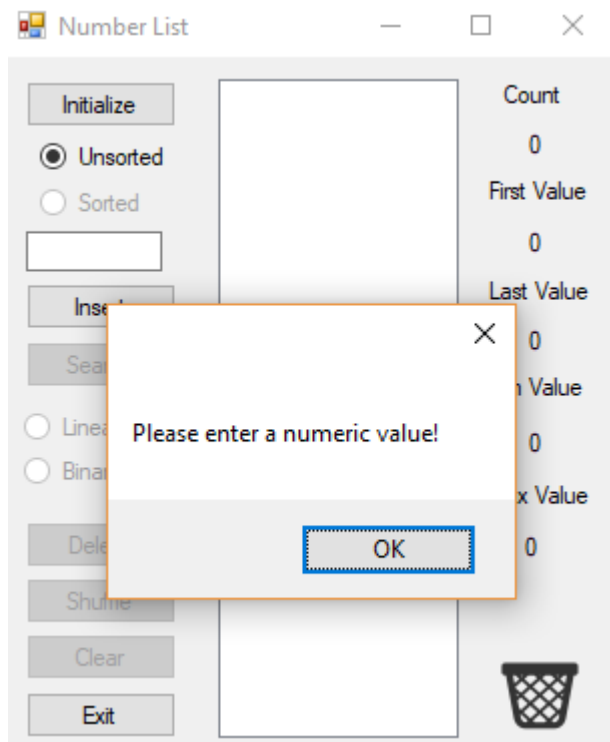 Number List
Initialize
Unsorted
Sorted
Count
0
First Value
0
Last Value
0
Value
0
Value
0
Please enter a numeric value!
OK
Shuffle
Clear
Exit